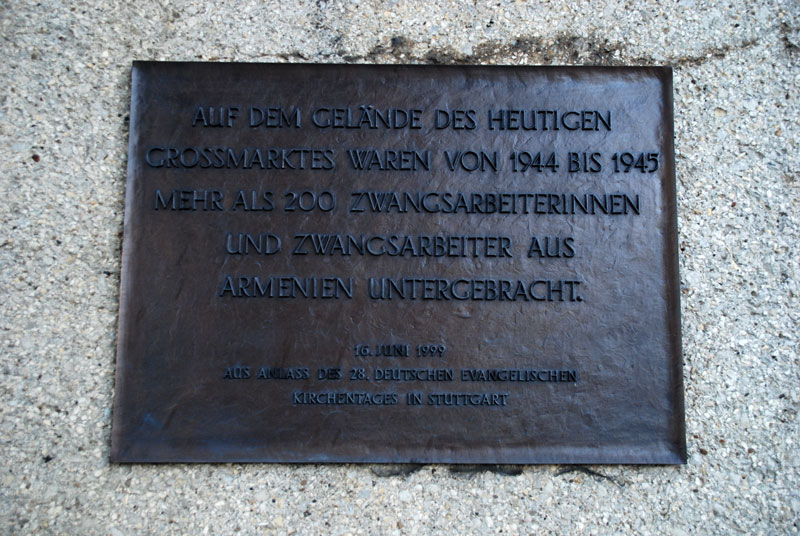 AUF DEM GELÄNDE DES HEUTIGEN
GROSSMARKTES WAREN VON 1944 BIS 1945
MEHR ALS 200 ZWANGSARBEITERINNEN
UND ZWANGSARBEITER AUS
ARMENIEN UNTERGEBRACHT.
16. JUNI 1999
AUS ANLASS DES 28. DEUTSCHEN EVANGELISCHEN
KIRCHENTAGES IN STUTTGART